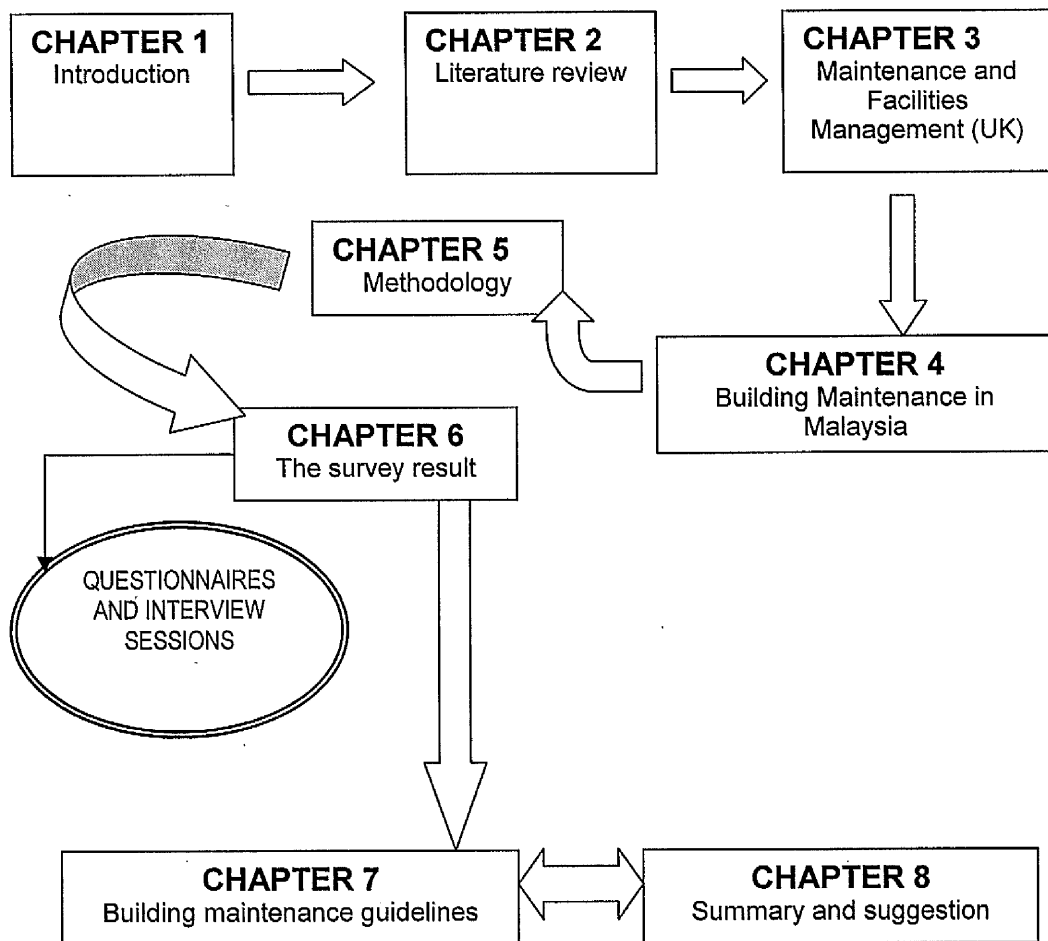 CHAPTER 1
Introduction
CHAPTER 2
Literature review
CHAPTER 3
Maintenance and
Facilities
Management (UK)
CHAPTER 4
Building Maintenance in
Malaysia
CHAPTER 5
Methodology
CHAPTER 6
The survey result
QUESTIONNAIRES
AND INTERVIEW
SESSIONS
CHAPTER 7
Building maintenance guidelines
CHAPTER 8
Summary and suggestion